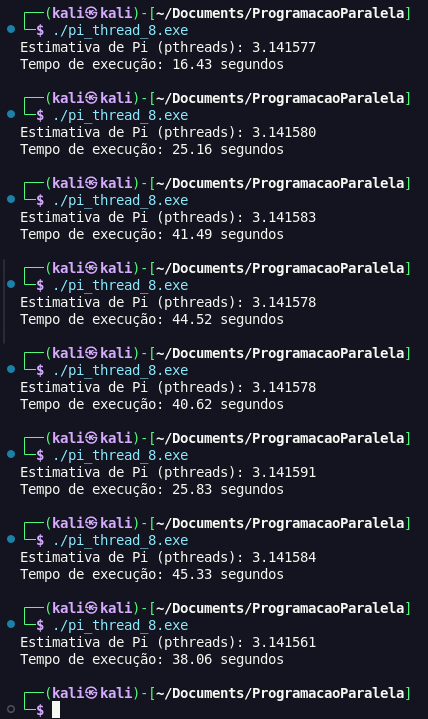 ┌──(kali㉿kali)-[~/Documents/ProgramacaoParalela]
└─$ ./pi_thread_8.exe
Estimativa de Pi (pthreads): 3.141577
Tempo de execução: 16.43 segundos
┌──(kali㉿kali)-[~/Documents/ProgramacaoParalela]
└─$ ./pi_thread_8.exe
Estimativa de Pi (pthreads): 3.141580
Tempo de execução: 25.16 segundos
┌──(kali㉿kali)-[~/Documents/ProgramacaoParalela]
└─$ ./pi_thread_8.exe
Estimativa de Pi (pthreads): 3.141583
Tempo de execução: 41.49 segundos
┌──(kali㉿kali)-[~/Documents/ProgramacaoParalela]
└─$ ./pi_thread_8.exe
Estimativa de Pi (pthreads): 3.141578
Tempo de execução: 44.52 segundos
┌──(kali㉿kali)-[~/Documents/ProgramacaoParalela]
└─$ ./pi_thread_8.exe
Estimativa de Pi (pthreads): 3.141578
Tempo de execução: 40.62 segundos
┌──(kali㉿kali)-[~/Documents/ProgramacaoParalela]
└─$ ./pi_thread_8.exe
Estimativa de Pi (pthreads): 3.141591
Tempo de execução: 25.83 segundos
┌──(kali㉿kali)-[~/Documents/ProgramacaoParalela]
└─$ ./pi_thread_8.exe
Estimativa de Pi (pthreads): 3.141584
Tempo de execução: 45.33 segundos
┌──(kali㉿kali)-[~/Documents/ProgramacaoParalela]
└─$ ./pi_thread_8.exe
Estimativa de Pi (pthreads): 3.141561
Tempo de execução: 38.06 segundos
┌──(kali㉿kali)-[~/Documents/ProgramacaoParalela]
└─$